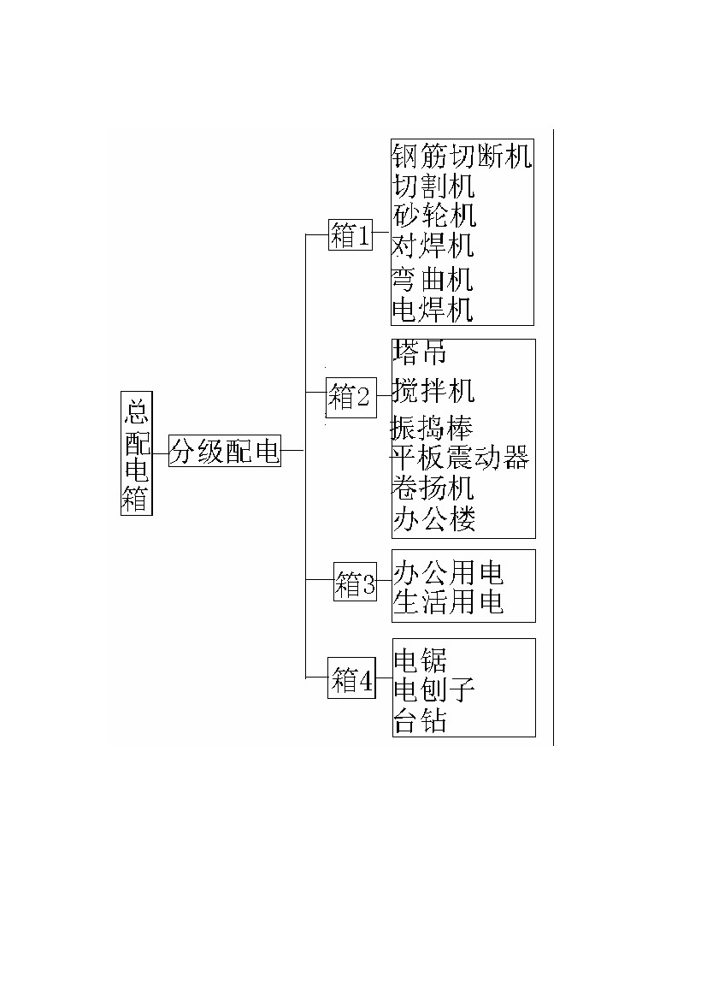 总
配
电
箱
分级配电
箱1
钢筋切断机
切割机
砂轮机
对焊机
弯曲机
电焊机
箱2
塔吊
搅拌机
振捣棒
平板震动器
卷扬机
办公楼
箱3
办公用电
生活用电
箱4
电锯
电刨子
台钻